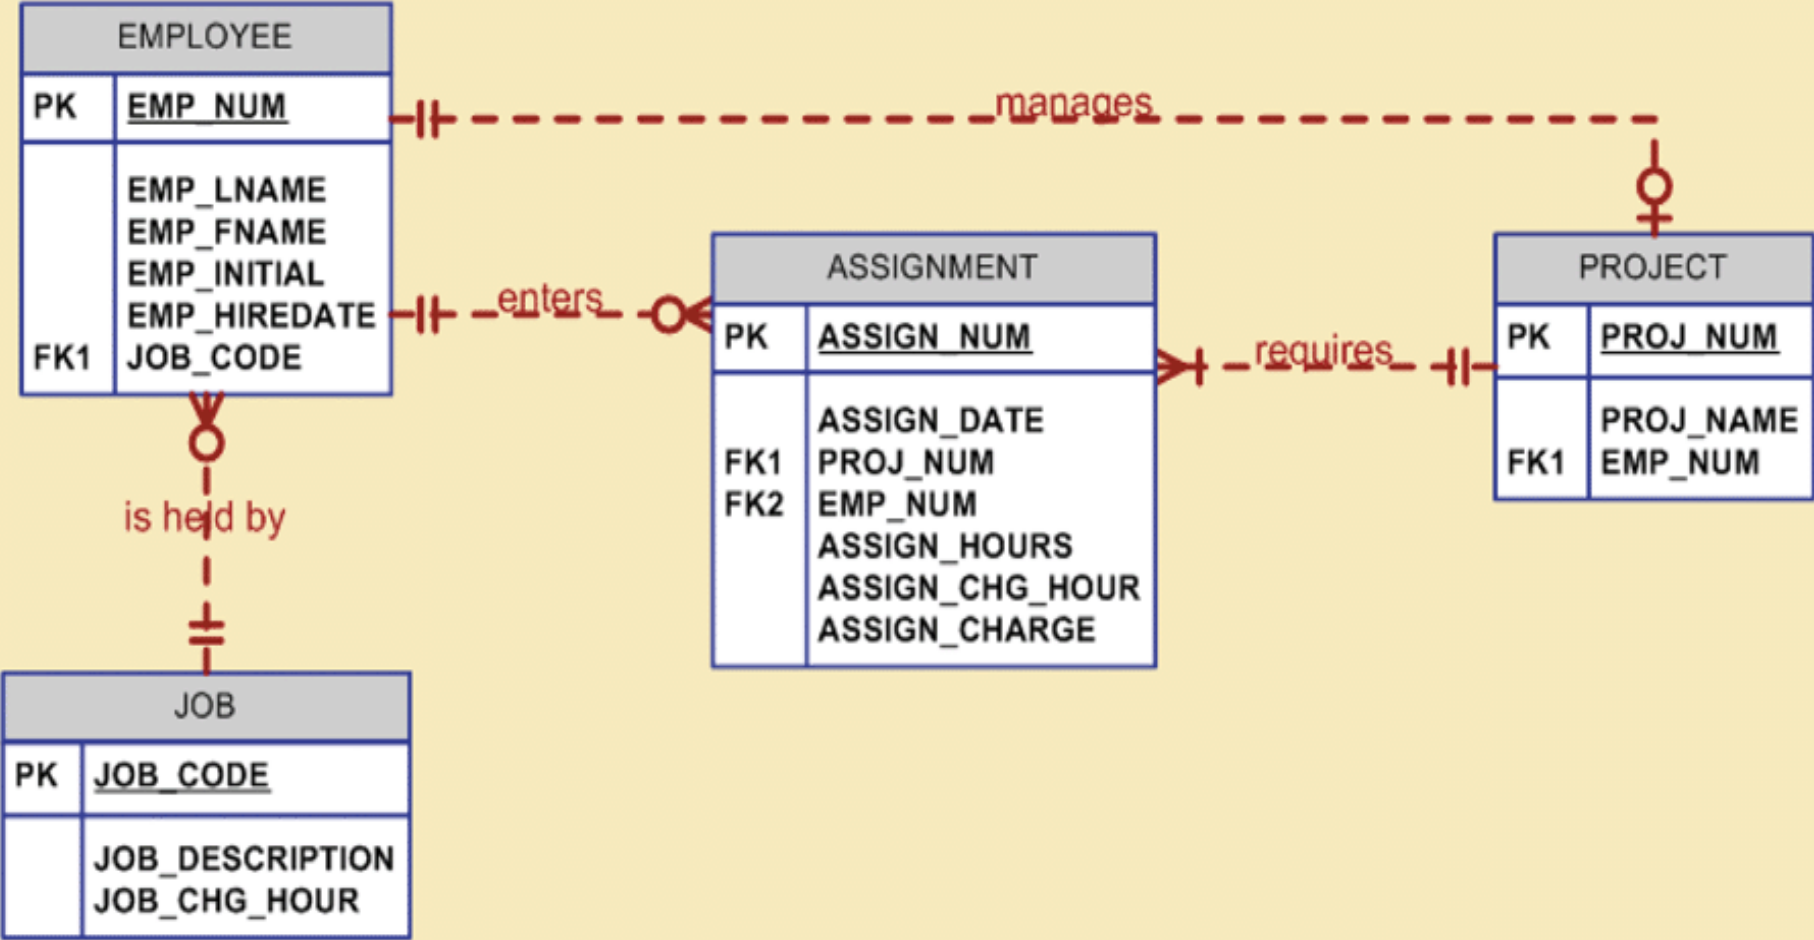 EMPLOYEE
PK EMP_NUM
EMP_LNAME
EMP_FNAME
EMP_INITIAL
EMP_HIREDATE
FK1 JOB_CODE
manages
enters
ASSIGNMENT
PK ASSIGN_NUM
ASSIGN_DATE
FK1 PROJ_NUM
FK2 EMP_NUM
ASSIGN_HOURS
ASSIGN_CHG_HOUR
ASSIGN_CHARGE
requires
PROJECT
PK PROJ_NUM
PROJ_NAME
FK1 EMP_NUM
is held by
JOB
PK JOB_CODE
JOB_DESCRIPTION
JOB_CHG_HOUR